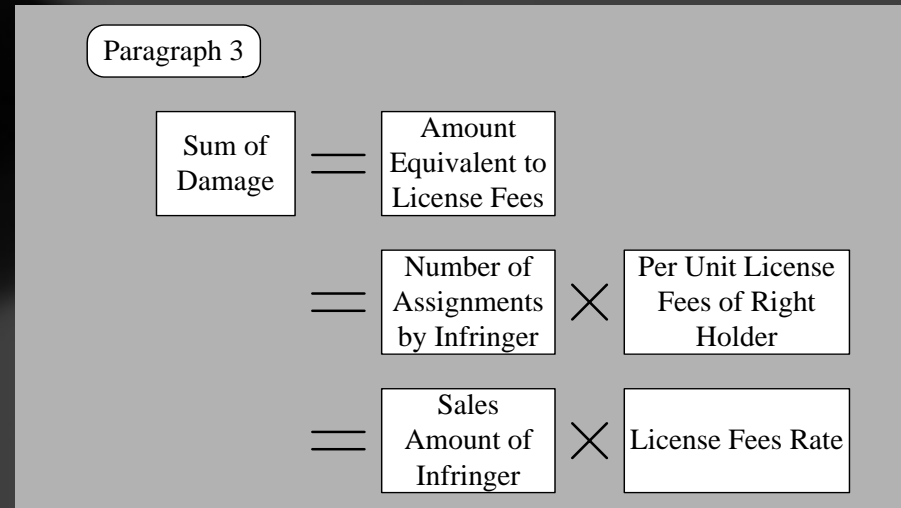 Paragraph 3
Sum of
Damage
=
Amount
Equivalent to
License Fees
=
Number of
Assignments
by Infringer
×
Per Unit License
Fees of Right
Holder
=
Sales
Amount of
Infringer
×
License Fees Rate